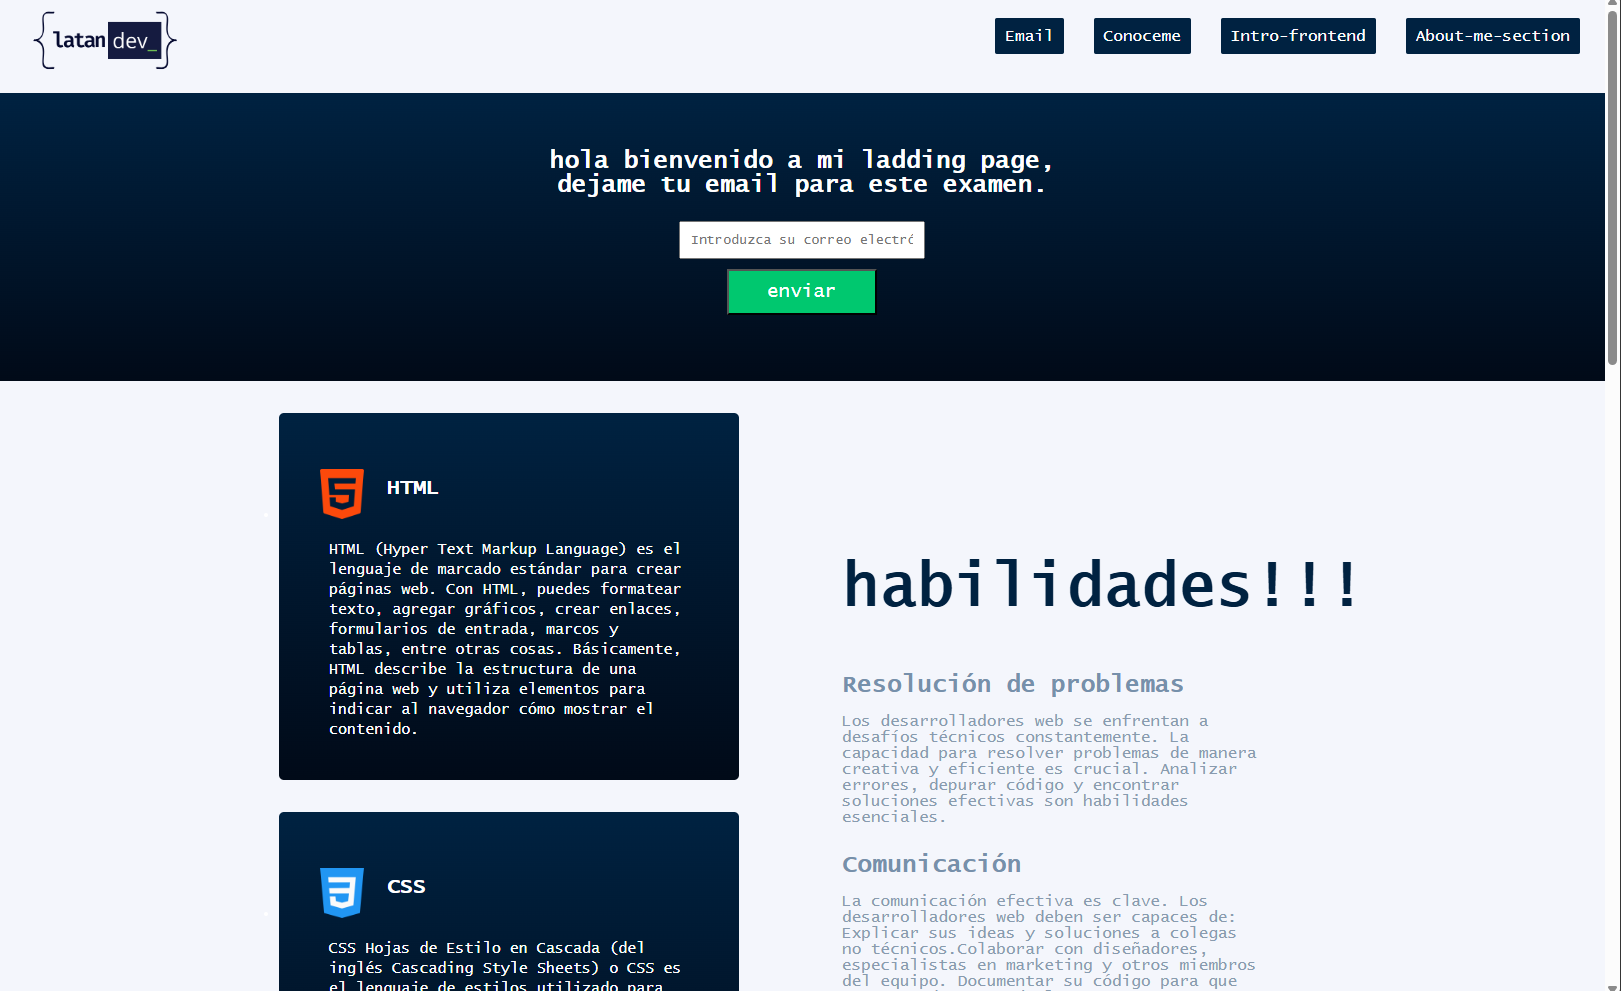 latan dev_
Email
Conoceme
Intro-frontend
About-me-section
hola bienvenido a mi ladding page,
dejame tu email para este examen.
Introduzca su correo electró
enviar
HTML
HTML (Hyper Text Markup Language) es el
lenguaje de marcado estándar para crear
páginas web. Con HTML, puedes formatear
texto, agregar gráficos, crear enlaces,
formularios de entrada, marcos y
tablas, entre otras cosas. Básicamente,
HTML describe la estructura de una
página web y utiliza elementos para
indicar al navegador cómo mostrar el
contenido.
CSS
CSS Hojas de Estilo en Cascada (del
inglés Cascading Style Sheets) o CSS es
el lenguaje de estilos utilizado para
habilidades!!!
Resolución de problemas
Los desarrolladores web se enfrentan a
desafíos técnicos constantemente. La
capacidad para resolver problemas de manera
creativa y eficiente es crucial. Analizar
errores, depurar código y encontrar
soluciones efectivas son habilidades
esenciales.
Comunicación
La comunicación efectiva es clave. Los
desarrolladores web deben ser capaces de:
Explicar sus ideas y soluciones a colegas
no técnicos.Colaborar con diseñadores,
especialistas en marketing y otros miembros
del equipo. Documentar su código para que